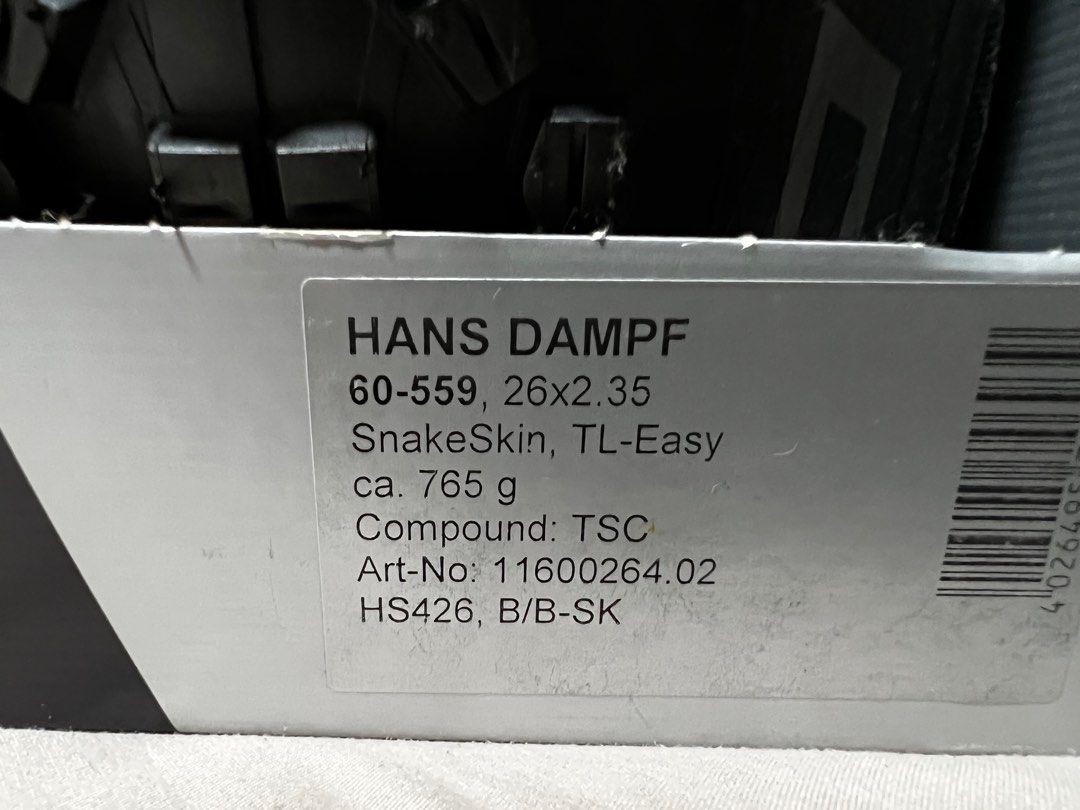 HANS DAMPF
60-559, 26x2.35
SnakeSkin, TL-Easy
ca. 765 g
Compound: TSC
Art-No: 11600264.02
HS426, B/B-SK